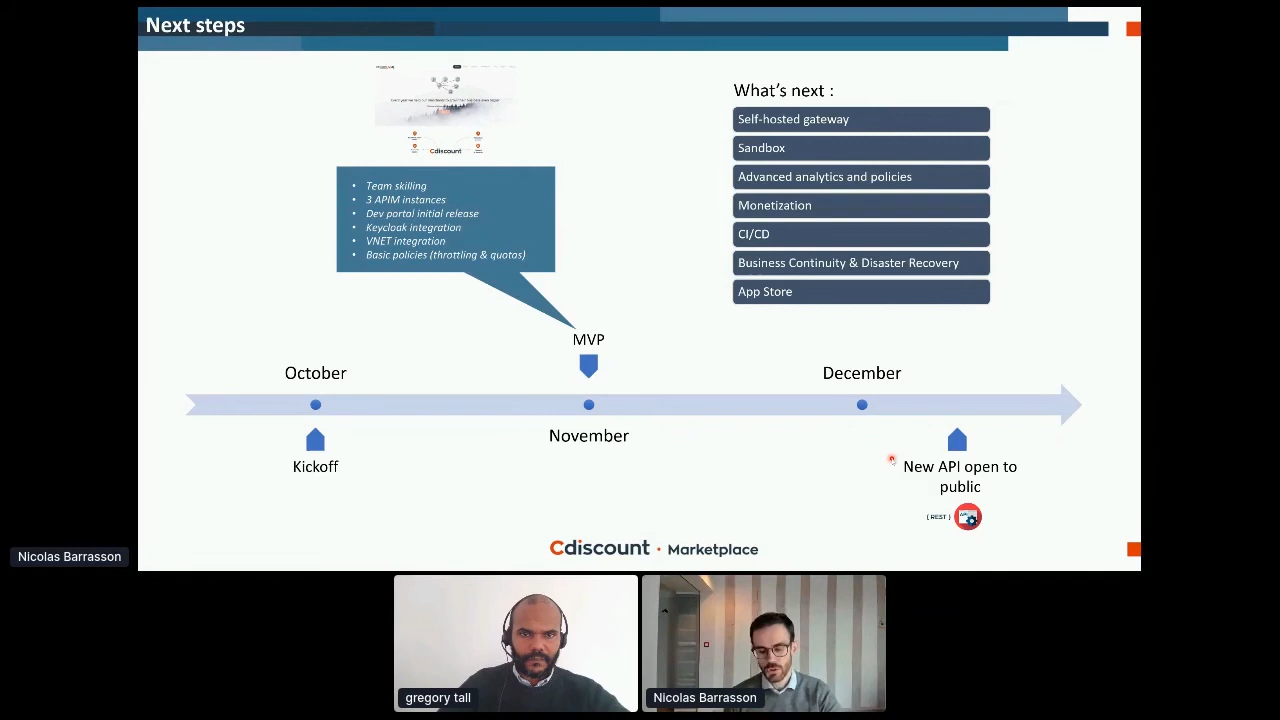 Next steps
Cdiscount
• Team skilling
• 3 APIM instances
• Dev portal initial release
• Keycloak integration
• VNET integration
• Basic policies (throttling & quotas)
What's next :
Self-hosted gateway
Sandbox
Advanced analytics and policies
Monetization
CI/CD
Business Continuity & Disaster Recovery
App Store
MVP
October
December
November
Kickoff
New API open to
public
{ REST }
API
Cdiscount · Marketplace
Nicolas Barrasson
gregory tall
Nicolas Barrasson